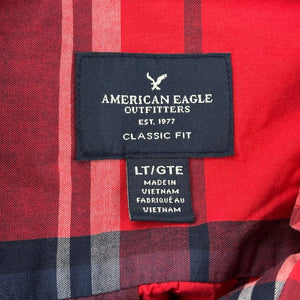 AMERICAN EAGLE
OUTFITTERS
EST. 1977
CLASSIC FIT
LT/GTE
MADE IN
VIETNAM
FABRIQUÉ AU
VIETNAM